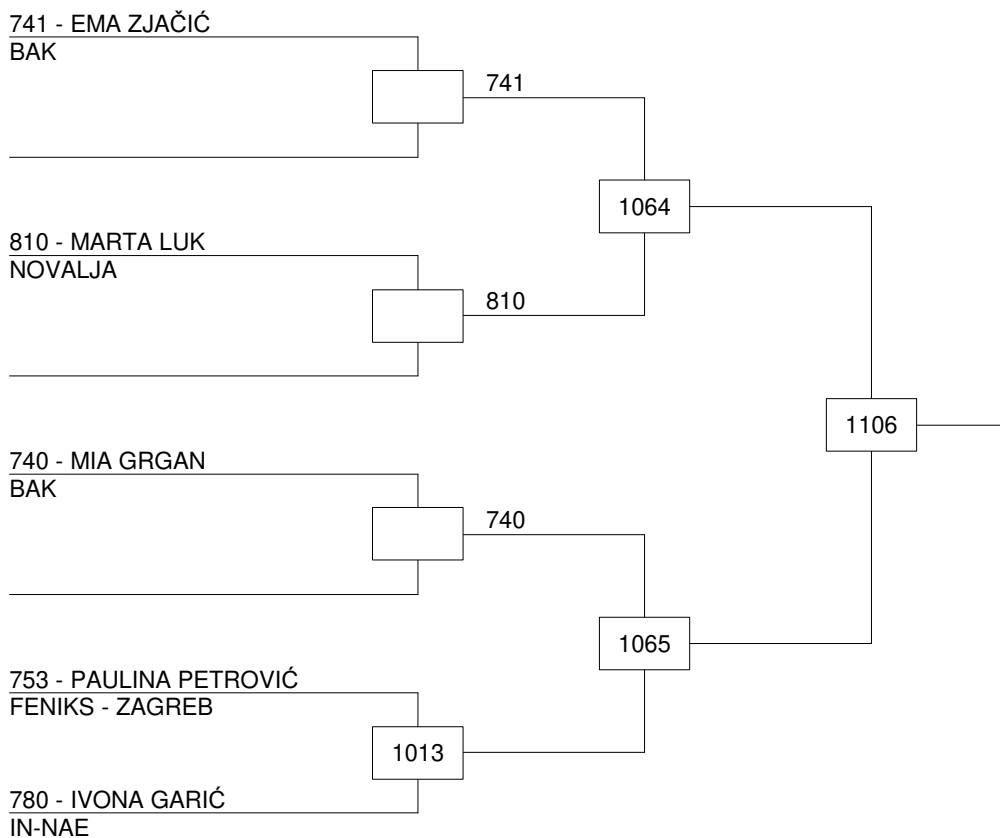 741 - EMA ZJAČIĆ
BAK
741
1064
810 - MARTA LUK
NOVALJA
810
1106
740 - MIA GRGAN
BAK
740
1065
753 - PAULINA PETROVIĆ
FENIKS - ZAGREB
1013
780 - IVONA GARIĆ
IN-NAE